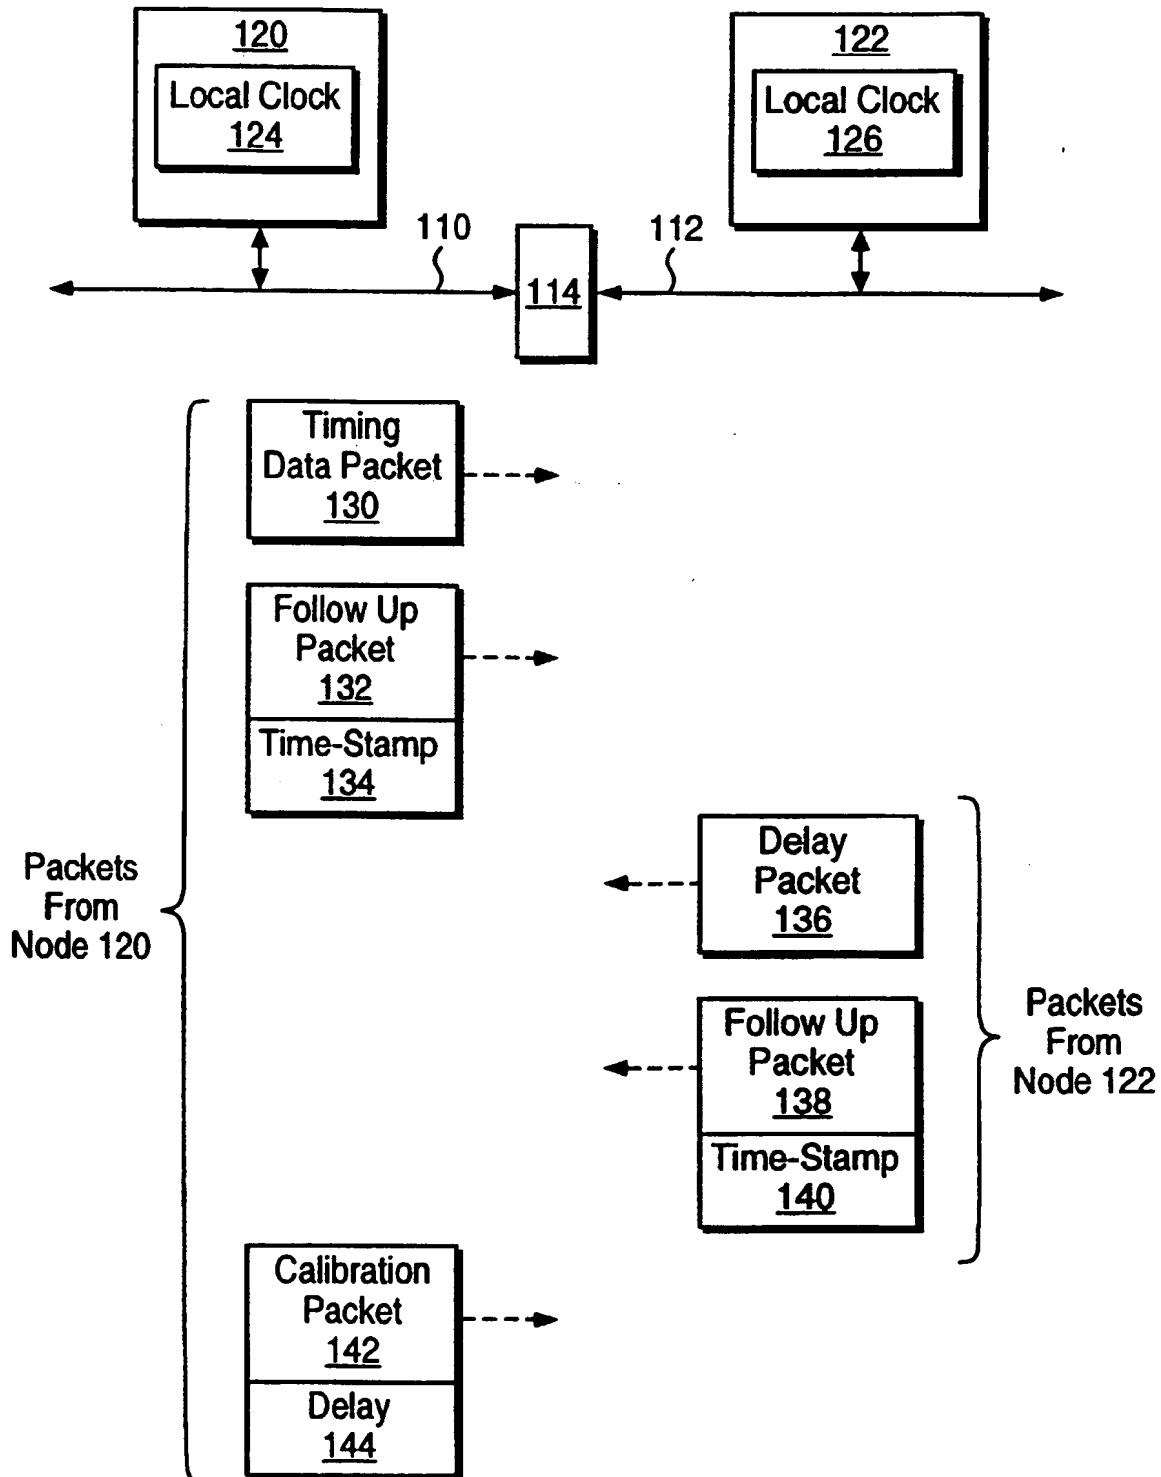 120
Local Clock
124
122
Local Clock
126
110
114
112
Timing
Data Packet
130
Follow Up
Packet
132
Time-Stamp
134
Packets
From
Node 120
Delay
Packet
136
Follow Up
Packet
138
Time-Stamp
140
Packets
From
Node 122
Calibration
Packet
142
Delay
144